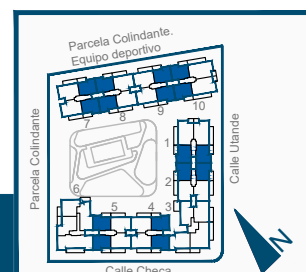 Parcela Colindante.
Equipo deportivo
7
8
9
10
Parcela Colindante
1
2
3
4
5
6
Calle Utande
Calle Checa
N